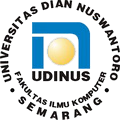 UNIVERSITAS DIAN NUSWANTORO
UDINUS
FAKULTAS ILMU KOMPUTER
• SEMARANG •